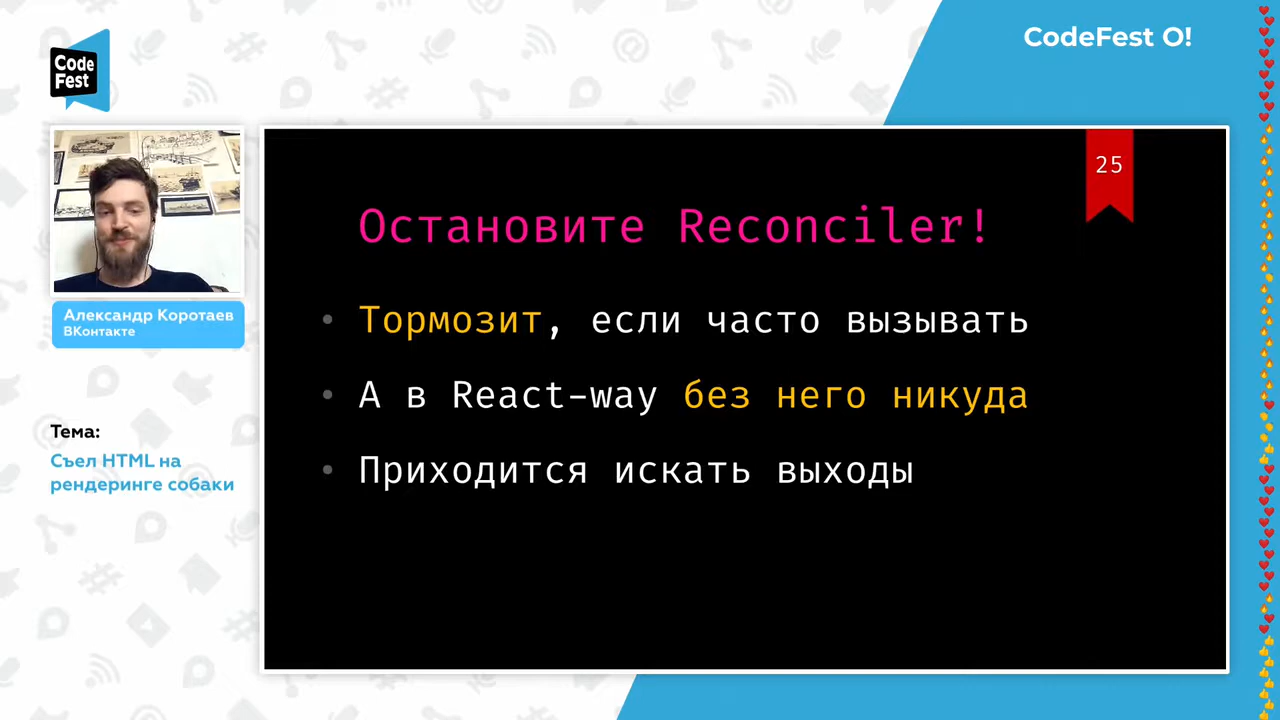 Code
Fest
CodeFest O!
25
Остановите Reconciler!
• Тормозит, если часто вызывать
• А в React-way без него никуда
• Приходится искать выходы
Александр Коротаев
ВКонтакте
Тема:
Съел HTML на
рендеринге собаки